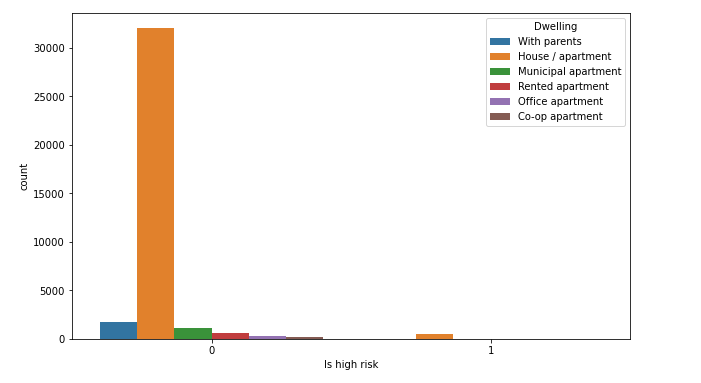 Dwelling
With parents
House / apartment
Municipal apartment
Rented apartment
Office apartment
Co-op apartment
30000
25000
20000
15000
10000
5000
0
count
0 1
Is high risk